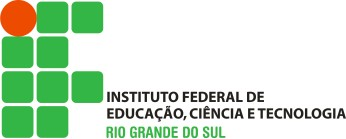 INSTITUTO FEDERAL DE
EDUCAÇÃO, CIÊNCIA E TECNOLOGIA
RIO GRANDE DO SUL